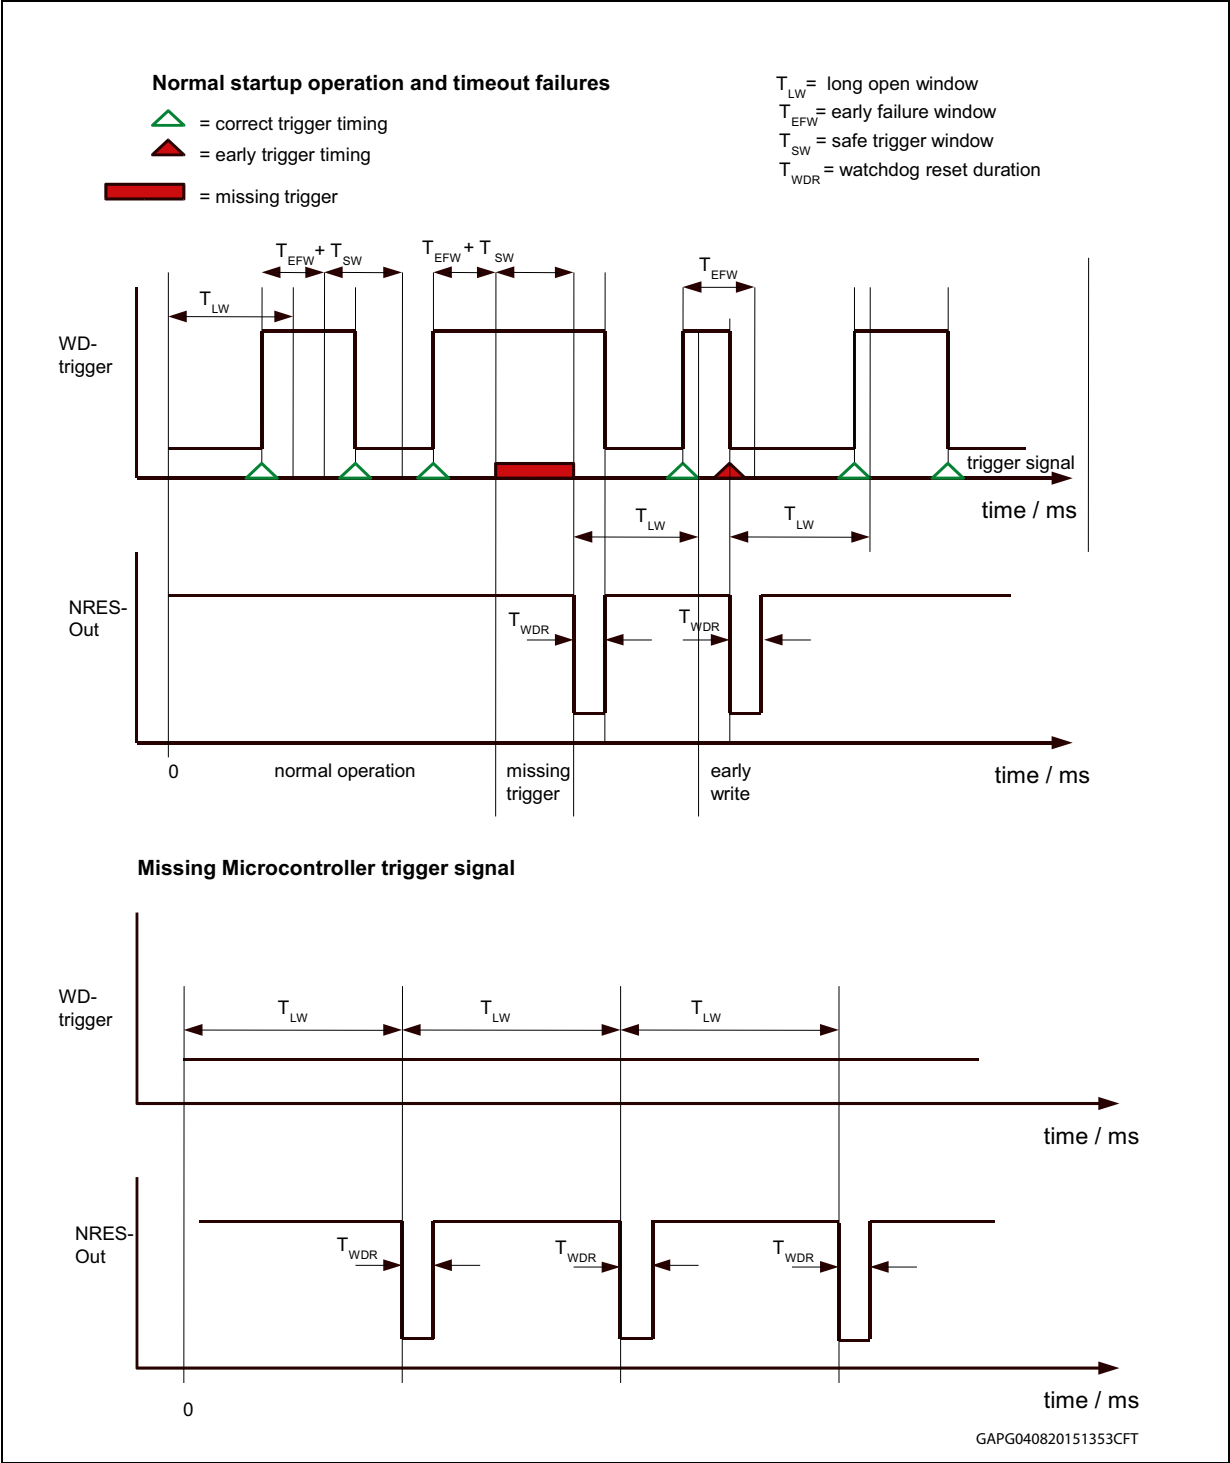 Normal startup operation and timeout failures
= correct trigger timing
= early trigger timing
= missing trigger
TLW= long open window
TEFW= early failure window
TSW = safe trigger window
TWDR = watchdog reset duration
TEFW + TSW
TEFW + TSW
TEFW
TLW
WD-
trigger
trigger signal
time / ms
TLW
TLW
NRES-
Out
TWDR
TWDR
0
normal operation
missing
trigger
early
write
time / ms
Missing Microcontroller trigger signal
WD-
trigger
TLW
TLW
TLW
time / ms
NRES-
Out
TWDR
TWDR
TWDR
0
time / ms
GAPG040820151353CFT